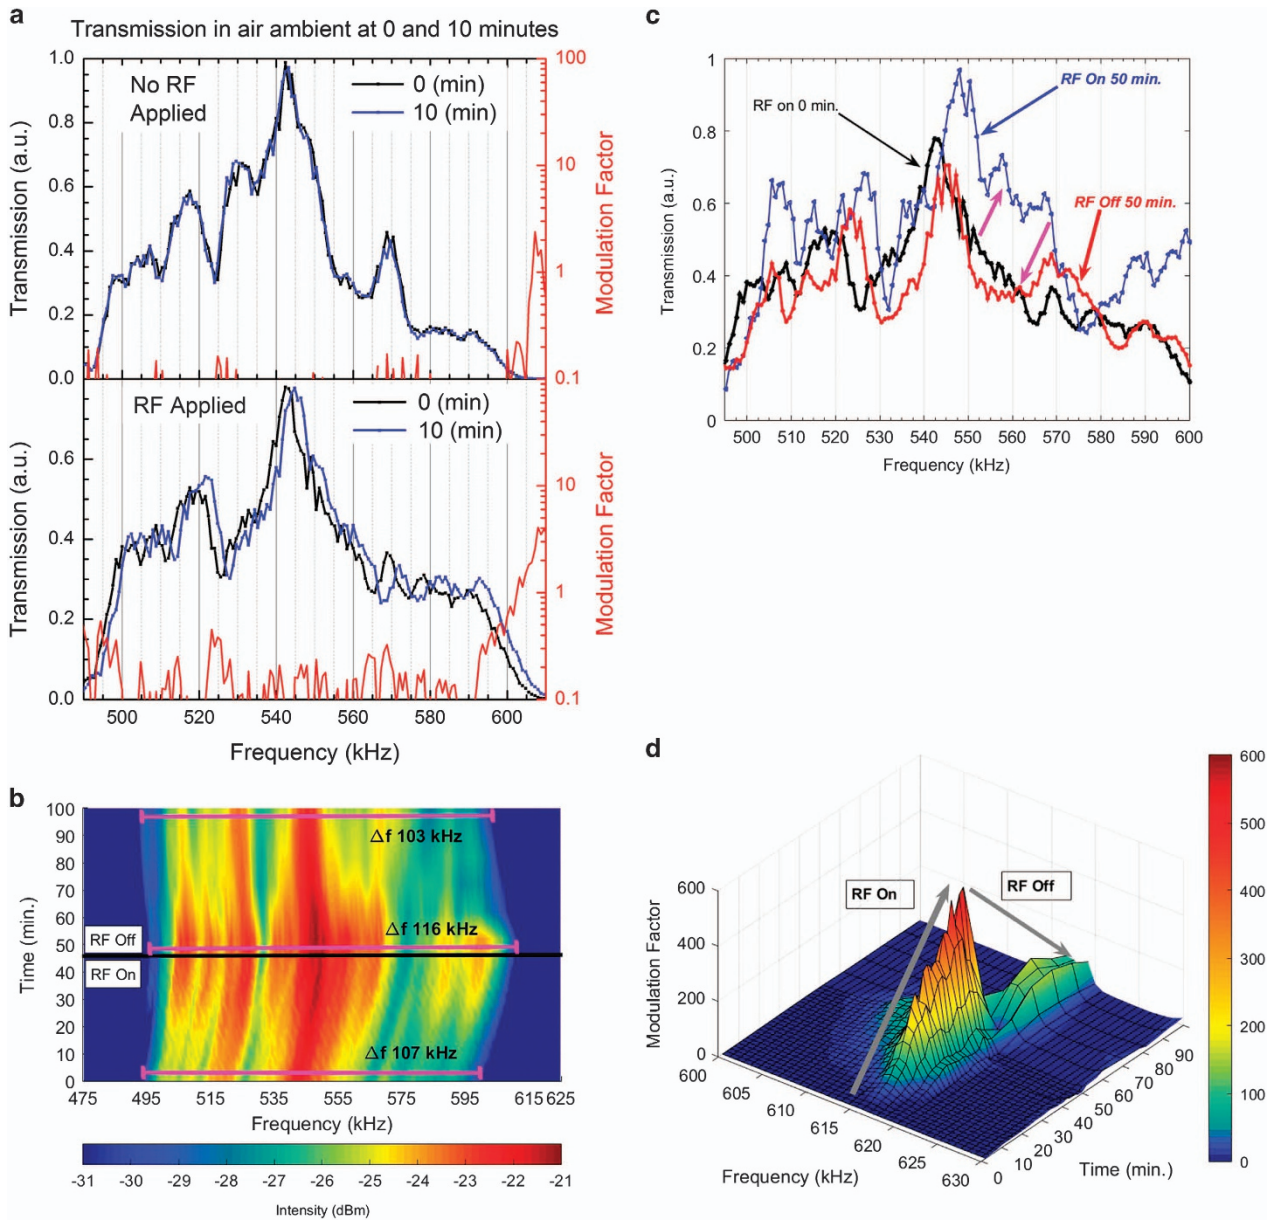 a
Transmission in air ambient at 0 and 10 minutes
1.0
0.8
0.6
0.4
0.2
0.0
Transmission (a.u.)
No RF
Applied
0 (min)
10 (min)
100
10
1
0.1
Modulation Factor
RF Applied
0 (min)
10 (min)
0.6
0.4
0.2
0.0
Transmission (a.u.)
10
1
0.1
Modulation Factor
500 520 540 560 580 600
Frequency (kHz)
b
100
90
80
70
60
50
40
30
20
10
0
Time (min.)
RF Off
RF On
Δf 103 kHz
Δf 116 kHz
Δf 107 kHz
475 495 515 535 555 575 595 615 625
Frequency (kHz)
-31 -30 -29 -28 -27 -26 -25 -24 -23 -22 -21
Intensity (dBm)
c
1
0.8
0.6
0.4
0.2
0
Transmission (a.u.)
RF on 0 min.
RF On 50 min.
RF Off 50 min.
500 510 520 530 540 550 560 570 580 590 600
Frequency (kHz)
d
600
400
200
0
Modulation Factor
RF On
RF Off
600
605
610
615
620
625
630
Frequency (kHz)
0
10
20
30
40
50
60
70
80
90
Time (min.)
600
500
400
300
200
100
0